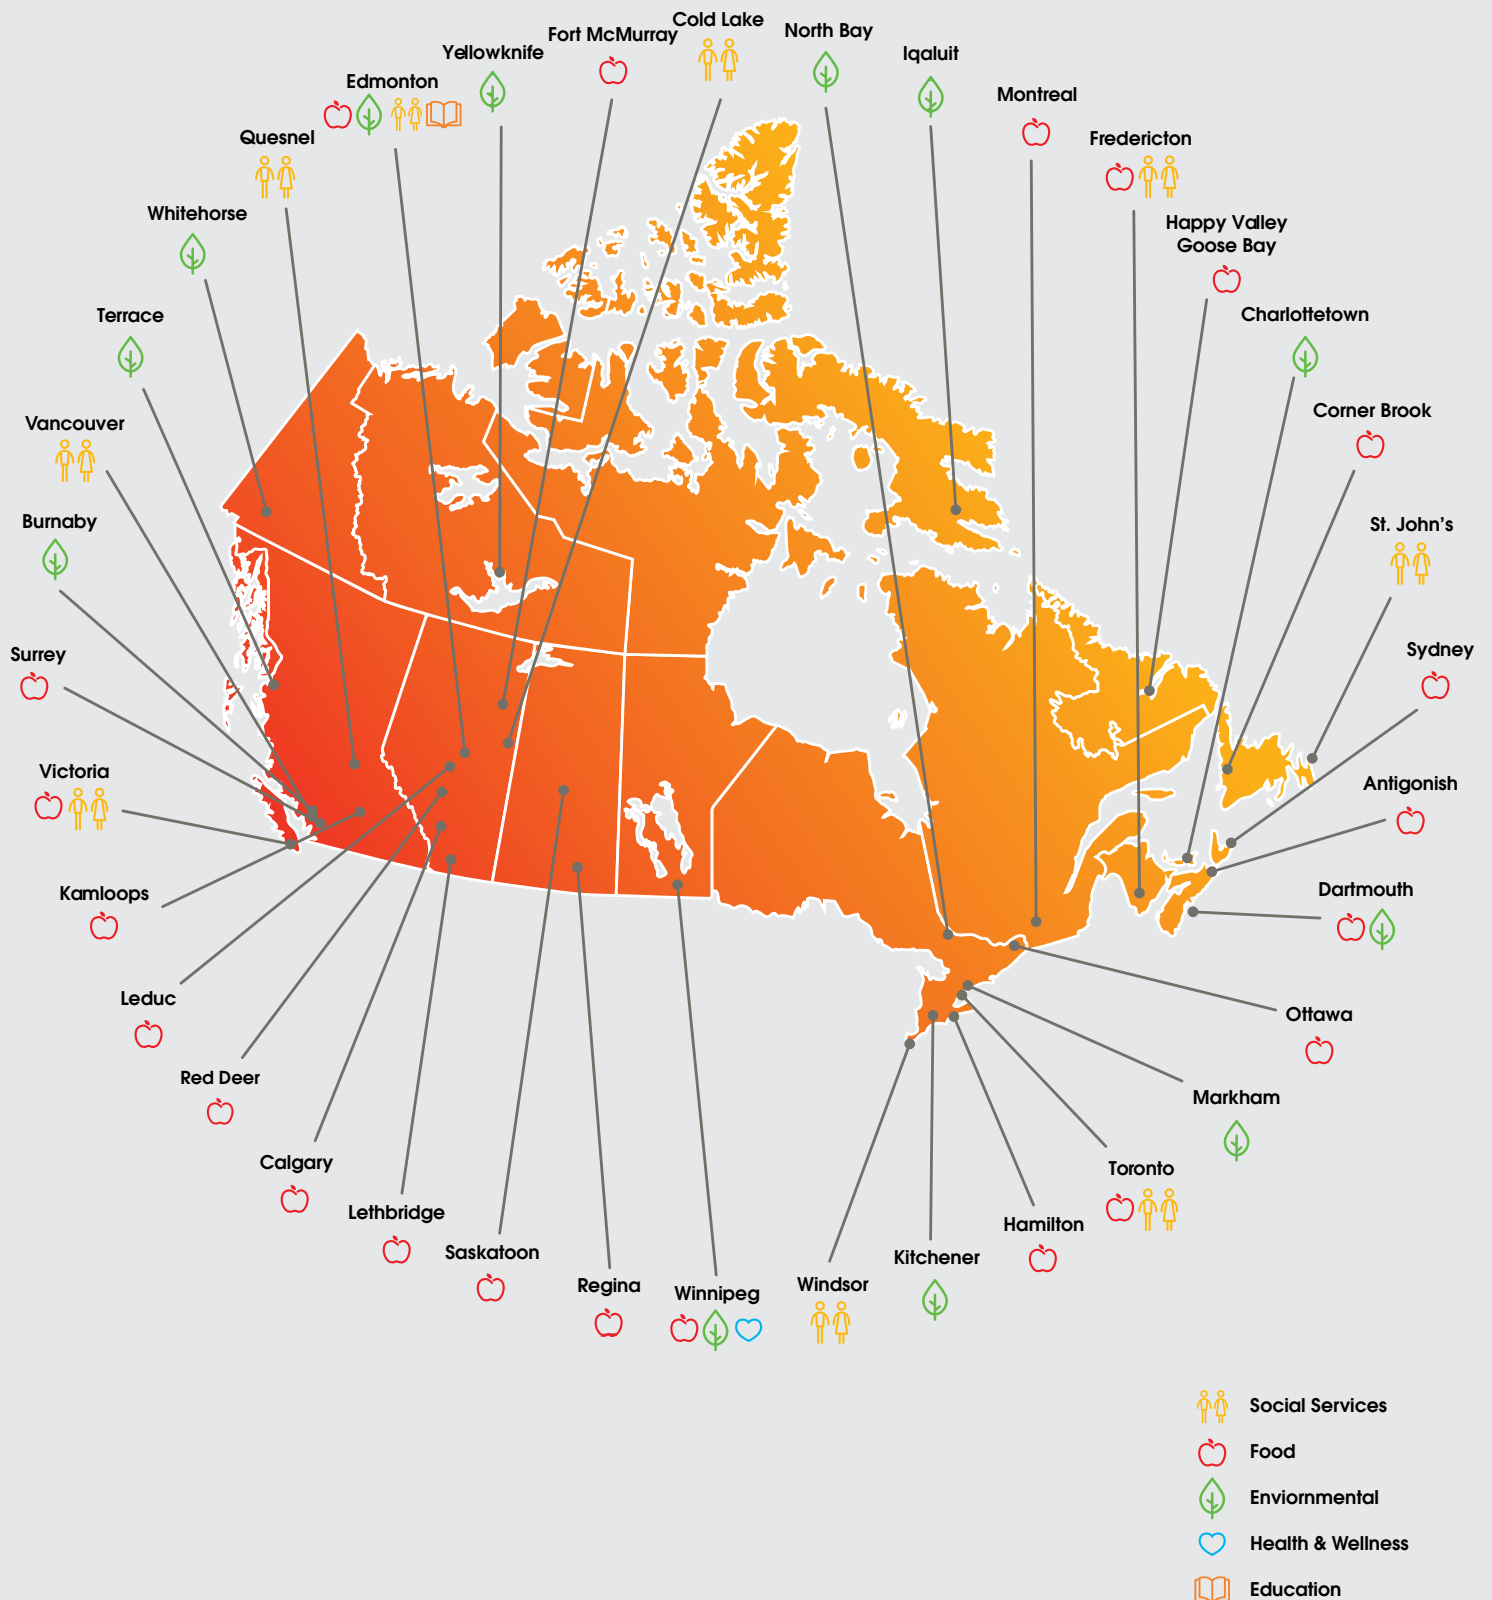 Cold Lake
North Bay
Fort McMurray
Yellowknife
Iqaluit
Edmonton
Montreal
Quesnel
Fredericton
Whitehorse
Happy Valley
Goose Bay
Terrace
Charlottetown
Vancouver
Corner Brook
Burnaby
St. John's
Surrey
Sydney
Victoria
Antigonish
Kamloops
Dartmouth
Leduc
Ottawa
Red Deer
Markham
Calgary
Toronto
Lethbridge
Hamilton
Saskatoon
Kitchener
Regina
Winnipeg
Windsor
Social Services
Food
Enviornmental
Health & Wellness
Education